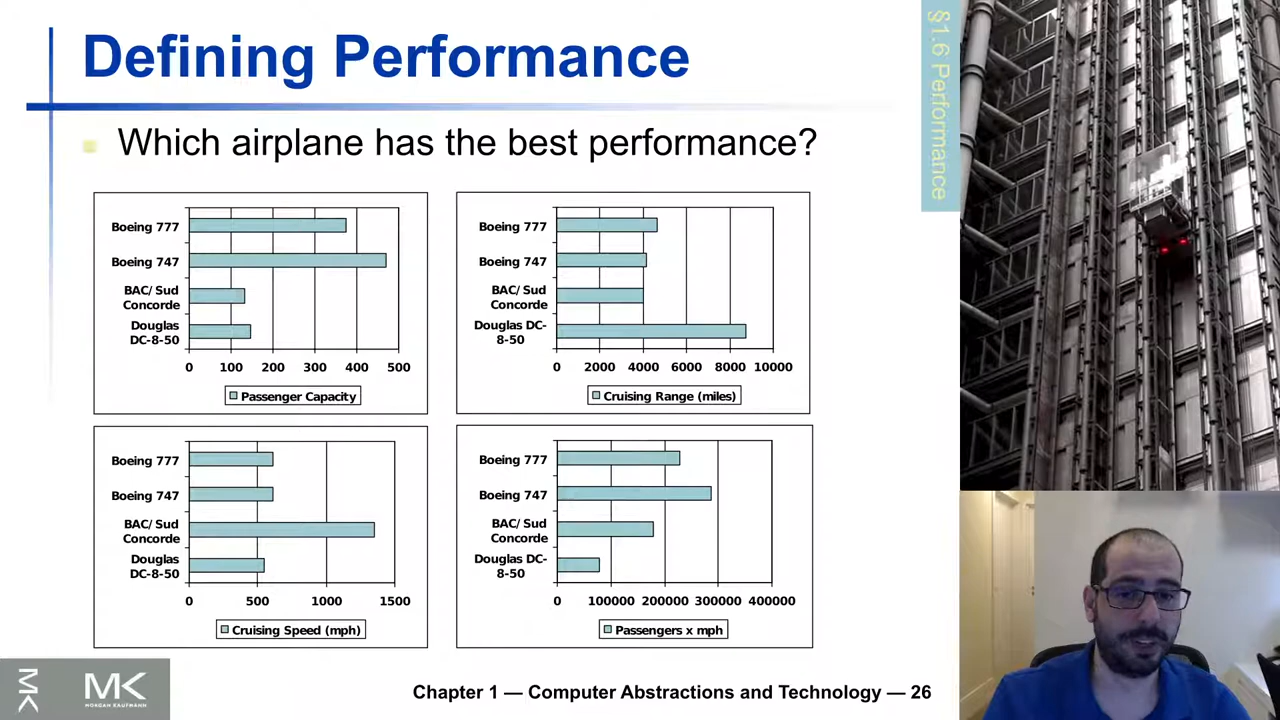 Defining Performance
§1.6 Performance
Which airplane has the best performance?
Boeing 777
Boeing 747
BAC/ Sud
Concorde
Douglas
DC-8-50
0 100 200 300 400 500
Passenger Capacity
Boeing 777
Boeing 747
BAC/ Sud
Concorde
Douglas DC-
8-50
0 2000 4000 6000 8000 10000
Cruising Range (miles)
Boeing 777
Boeing 747
BAC/ Sud
Concorde
Douglas
DC-8-50
0 500 1000 1500
Cruising Speed (mph)
Boeing 777
Boeing 747
BAC/ Sud
Concorde
Douglas DC-
8-50
0 100000 200000 300000 400000
Passengers x mph
MK
MK
MORGAN KAUFMANN
Chapter 1 — Computer Abstractions and Technology — 26